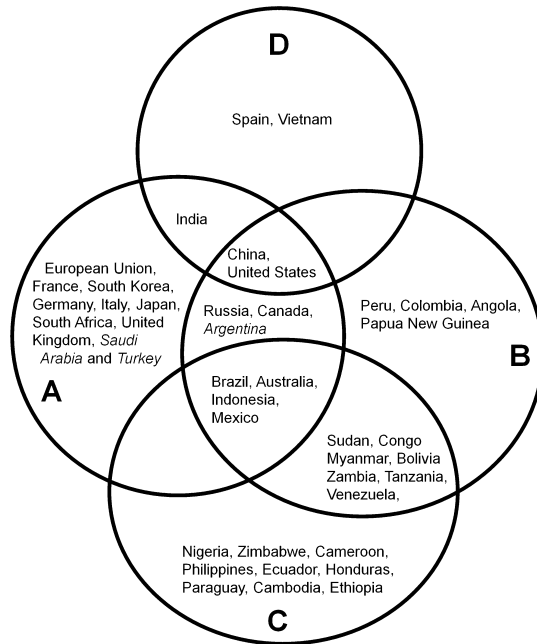 D
Spain, Vietnam
India
China,
United States
European Union,
France, South Korea,
Germany, Italy, Japan,
South Africa, United
Kingdom, Saudi
Arabia and Turkey
A
Russia, Canada,
Argentina
Peru, Colombia, Angola,
Papua New Guinea
B
Brazil, Australia,
Indonesia,
Mexico
Sudan, Congo
Myanmar, Bolivia
Zambia, Tanzania,
Venezuela,
Nigeria, Zimbabwe, Cameroon,
Philippines, Ecuador, Honduras,
Paraguay, Cambodia, Ethiopia
C